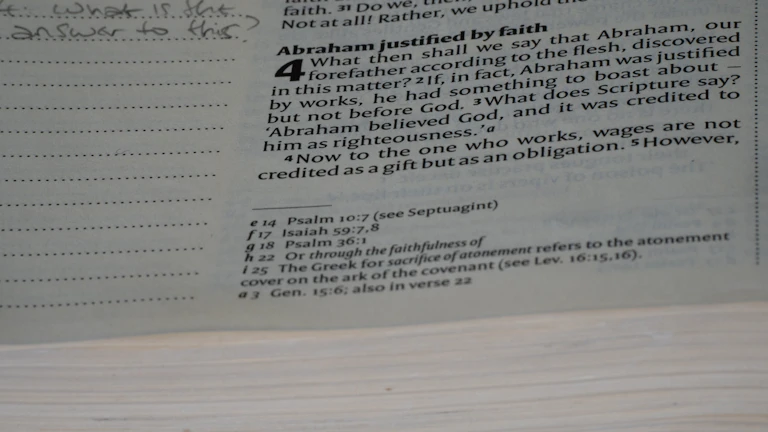 : What is the
answer to this?
faith. 31 Do we, then,
Not at all! Rather, we uphold the
Abraham justified by faith
4 What then shall we say that Abraham, our
forefather according to the flesh, discovered
in this matter? 2 If, in fact, Abraham was justified
by works, he had something to boast about –
but not before God. 3 What does Scripture say?
‘Abraham believed God, and it was credited to
him as righteousness.’ a
4 Now to the one who works, wages are not
credited as a gift but as an obligation. 5 However,
e 14 Psalm 10:7 (see Septuagint)
f 17 Isaiah 59:7,8
g 18 Psalm 36:1
h 22 Or through the faithfulness of
i 25 The Greek for sacrifice of atonement refers to the atonement
cover on the ark of the covenant (see Lev. 16:15,16).
a 3 Gen. 15:6; also in verse 22